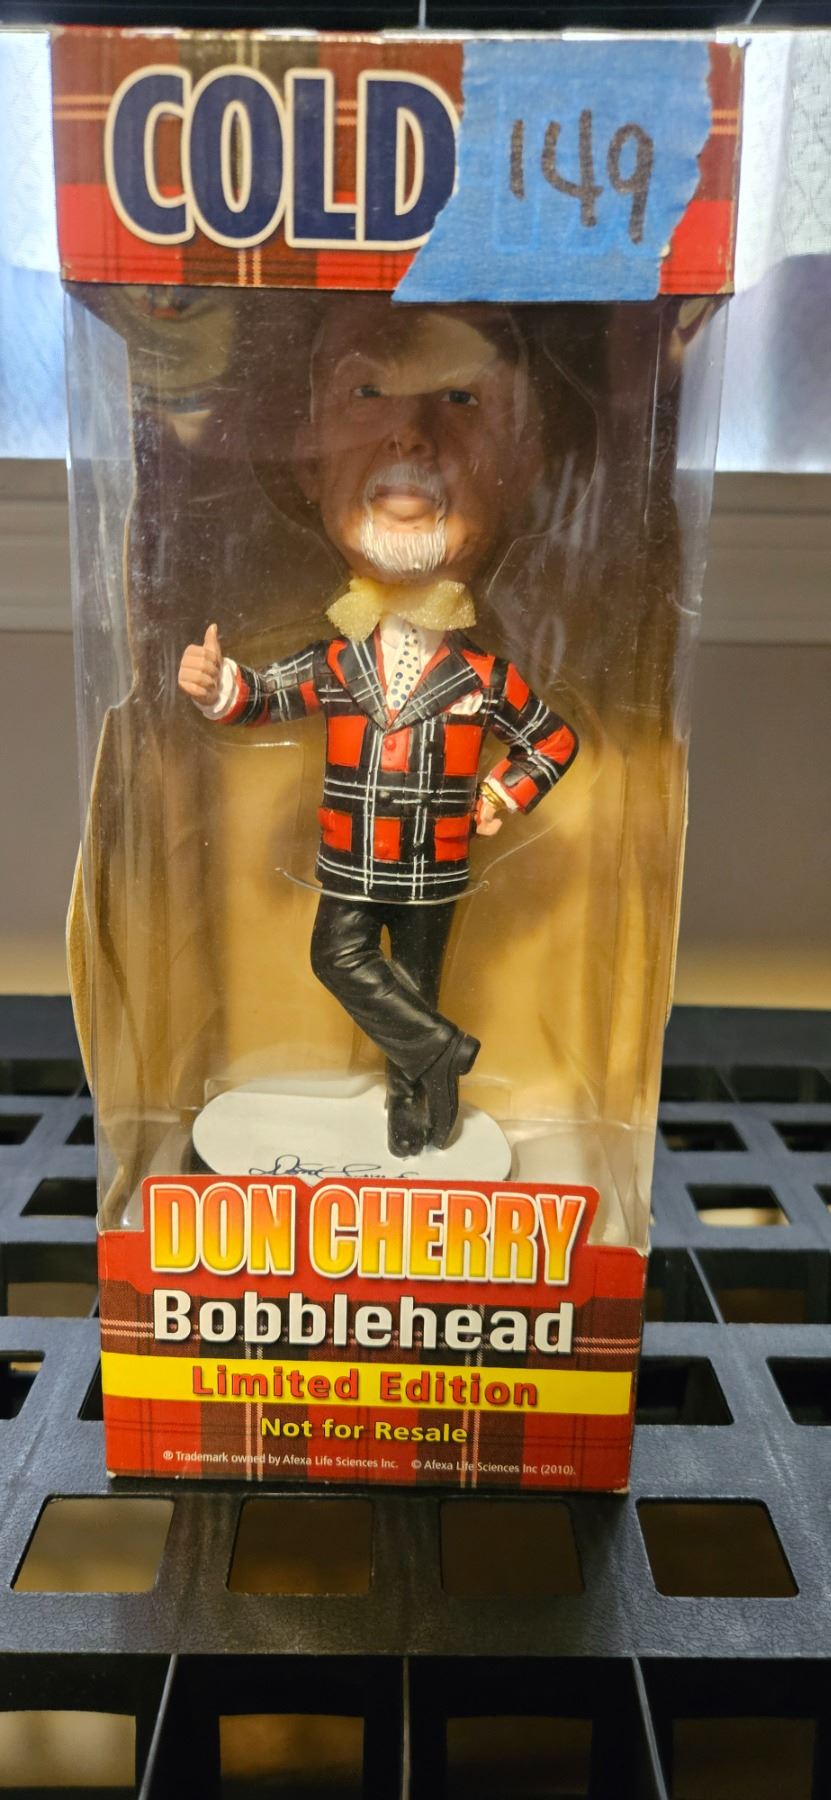 COLD
149
DON CHERRY
Bobblehead
Limited Edition
Not for Resale
® Trademark owned by Afexa Life Sciences Inc. © Afexa Life Sciences Inc (2010).